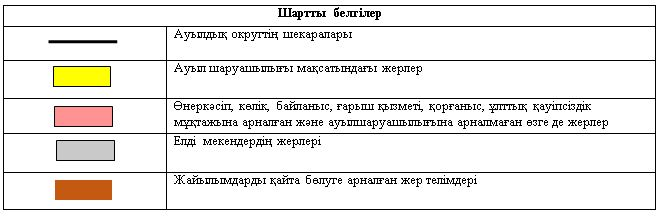 Шартты белгілер
Ауылдық округтің шекаралары
Ауыл шаруашылығы мақсатындағы жерлер
Өнеркәсіп, көлік, байланыс, ғарыш қызметі, қорғаныс, ұлттық қауіпсіздік
мұқтажына арналған және ауылшаруашылығына арналмаған өзге де жерлер
Елді мекендердің жерлері
Жайылымдарды қайта бөлуге арналған жер телімдері